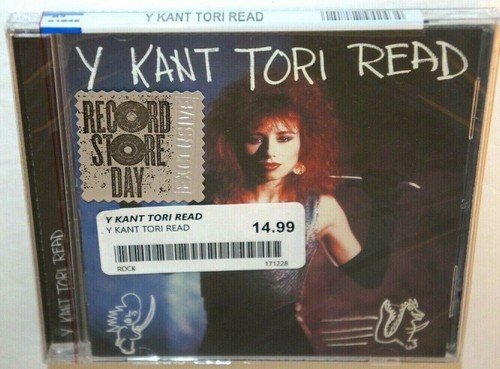 Y KANT TORI READ
Y KANT TORI READ
RECORD
STORE
DAY
EXCLUSIVE
Y KANT TORI READ
. Y KANT TORI READ
14.99
ROCK
171228
Y KANT TORI READ